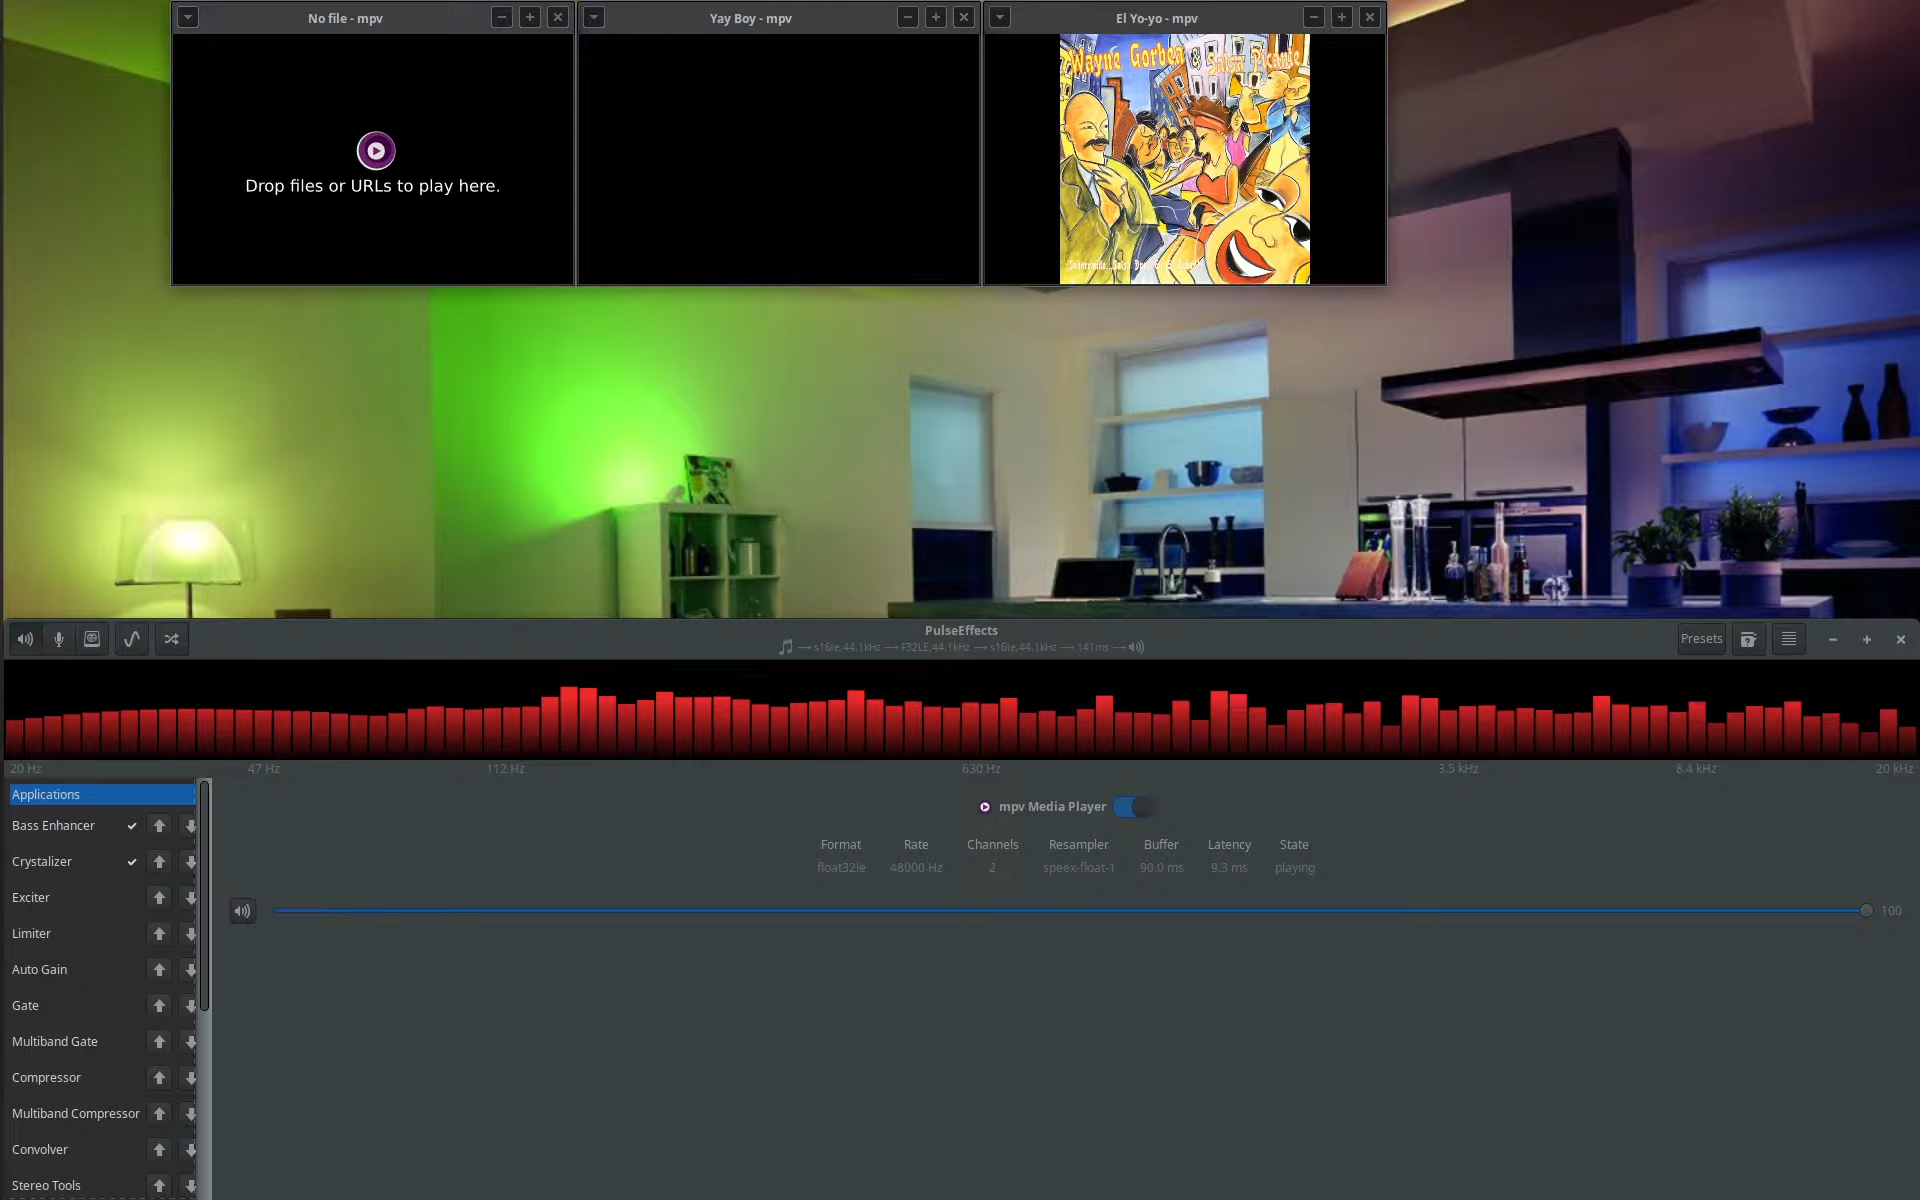 No file - mpv
Yay Boy - mpv
El Yo-yo - mpv
Drop files or URLs to play here.
Wayne Gorbea & Salsa Picante
PulseEffects
s16le,44.1kHz → F32LE,44.1kHz → s16le,44.1kHz → 141ms
Presets
20 Hz 47 Hz 112 Hz 630 Hz 3.5 kHz 8.4 kHz 20 kHz
Applications
mpv Media Player
Bass Enhancer
Format Rate Channels Resampler Buffer Latency State
float32le 48000 Hz 2 speex-float-1 90.0 ms 9.3 ms playing
Crystalizer
Exciter
100
Limiter
Auto Gain
Gate
Multiband Gate
Compressor
Multiband Compressor
Convolver
Stereo Tools